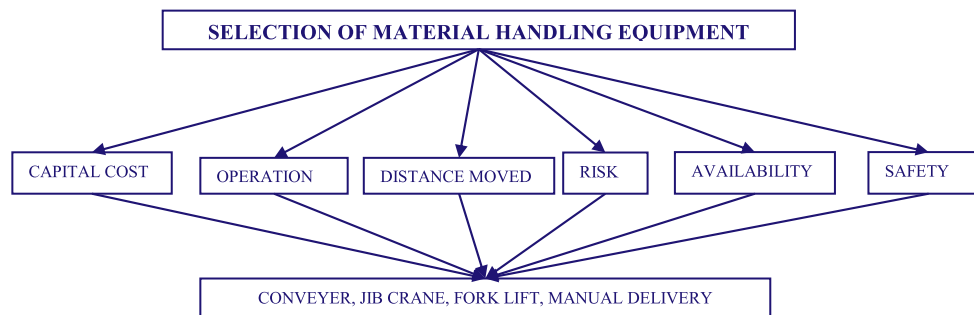 SELECTION OF MATERIAL HANDLING EQUIPMENT
CAPITAL COST
OPERATION
DISTANCE MOVED
RISK
AVAILABILITY
SAFETY
CONVEYER, JIB CRANE, FORK LIFT, MANUAL DELIVERY